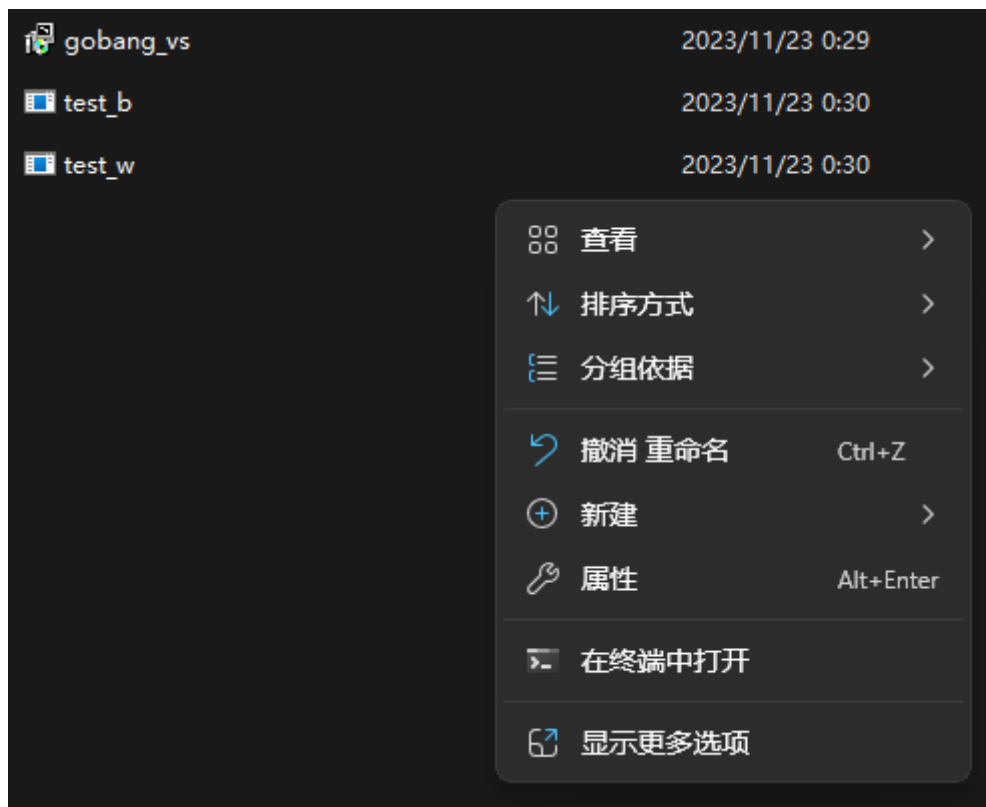 gobang_vs 2023/11/23 0:29
test_b 2023/11/23 0:30
test_w 2023/11/23 0:30
查看
排序方式
分组依据
撤消 重命名 Ctrl+Z
新建
属性 Alt+Enter
在终端中打开
显示更多选项